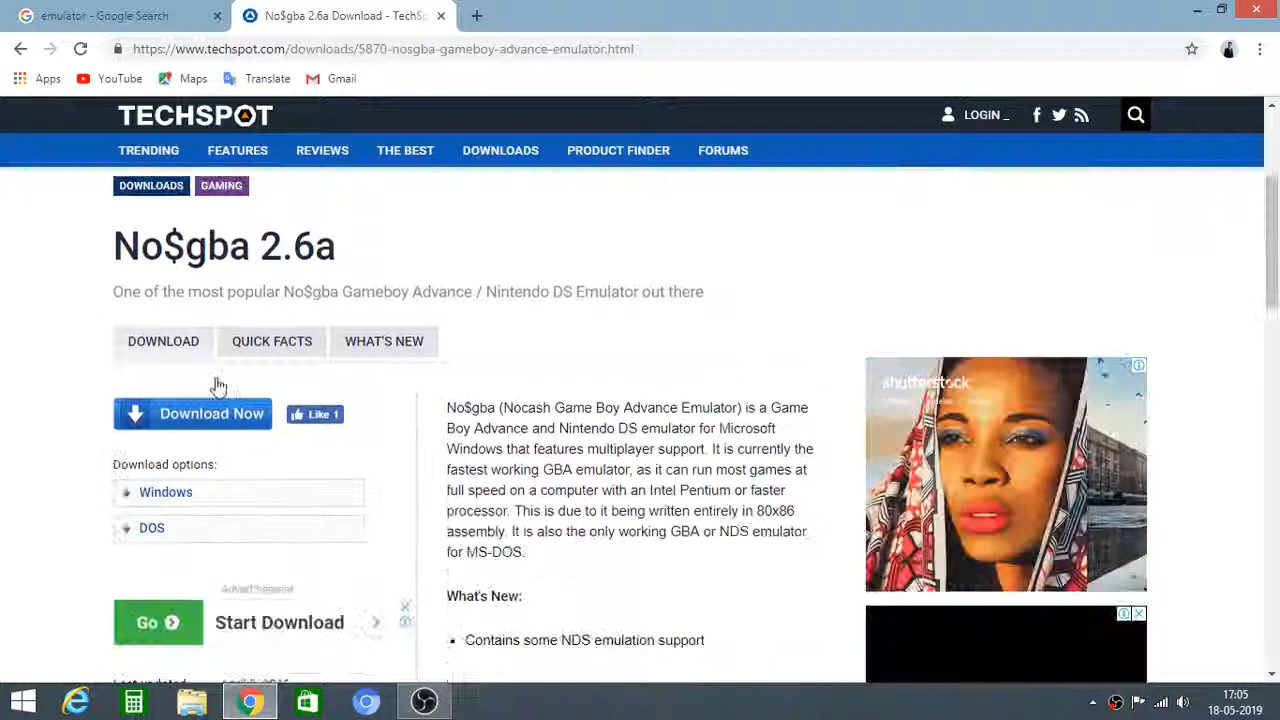 emulator - Google Search
No$gba 2.6a Download - TechS
https://www.techspot.com/downloads/5870-nosgba-gameboy-advance-emulator.html
Apps YouTube Maps Translate Gmail
TECHSPOT
LOGIN _
TRENDING FEATURES REVIEWS THE BEST DOWNLOADS PRODUCT FINDER FORUMS
DOWNLOADS GAMING
No$gba 2.6a
One of the most popular No$gba Gameboy Advance / Nintendo DS Emulator out there
DOWNLOAD QUICK FACTS WHAT'S NEW
Download Now
Like 1
Download options:
Windows
DOS
Advertisement
Go
Start Download
Last updated
No$gba (Nocash Game Boy Advance Emulator) is a Game
Boy Advance and Nintendo DS emulator for Microsoft
Windows that features multiplayer support. It is currently the
fastest working GBA emulator, as it can run most games at
full speed on a computer with an Intel Pentium or faster
processor. This is due to it being written entirely in 80x86
assembly. It is also the only working GBA or NDS emulator
for MS-DOS.
What's New:
Contains some NDS emulation support
shutterstock
17:05
18-05-2019